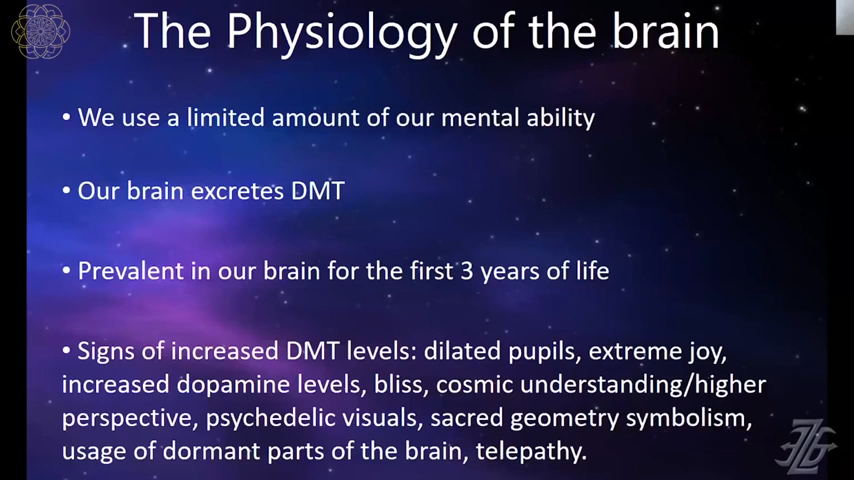 The Physiology of the brain
• We use a limited amount of our mental ability
• Our brain excretes DMT
• Prevalent in our brain for the first 3 years of life
• Signs of increased DMT levels: dilated pupils, extreme joy,
increased dopamine levels, bliss, cosmic understanding/higher
perspective, psychedelic visuals, sacred geometry symbolism,
usage of dormant parts of the brain, telepathy.